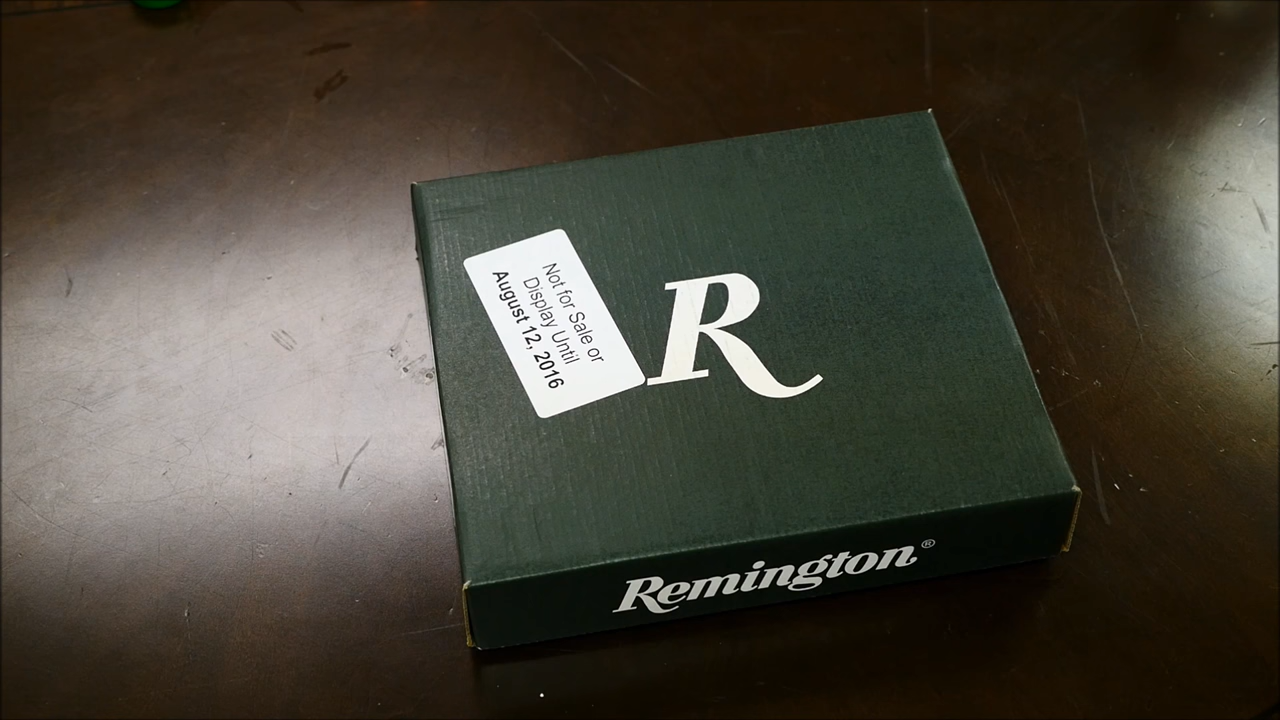 Not for Sale or
Display Until
August 12, 2016
R
Remington®